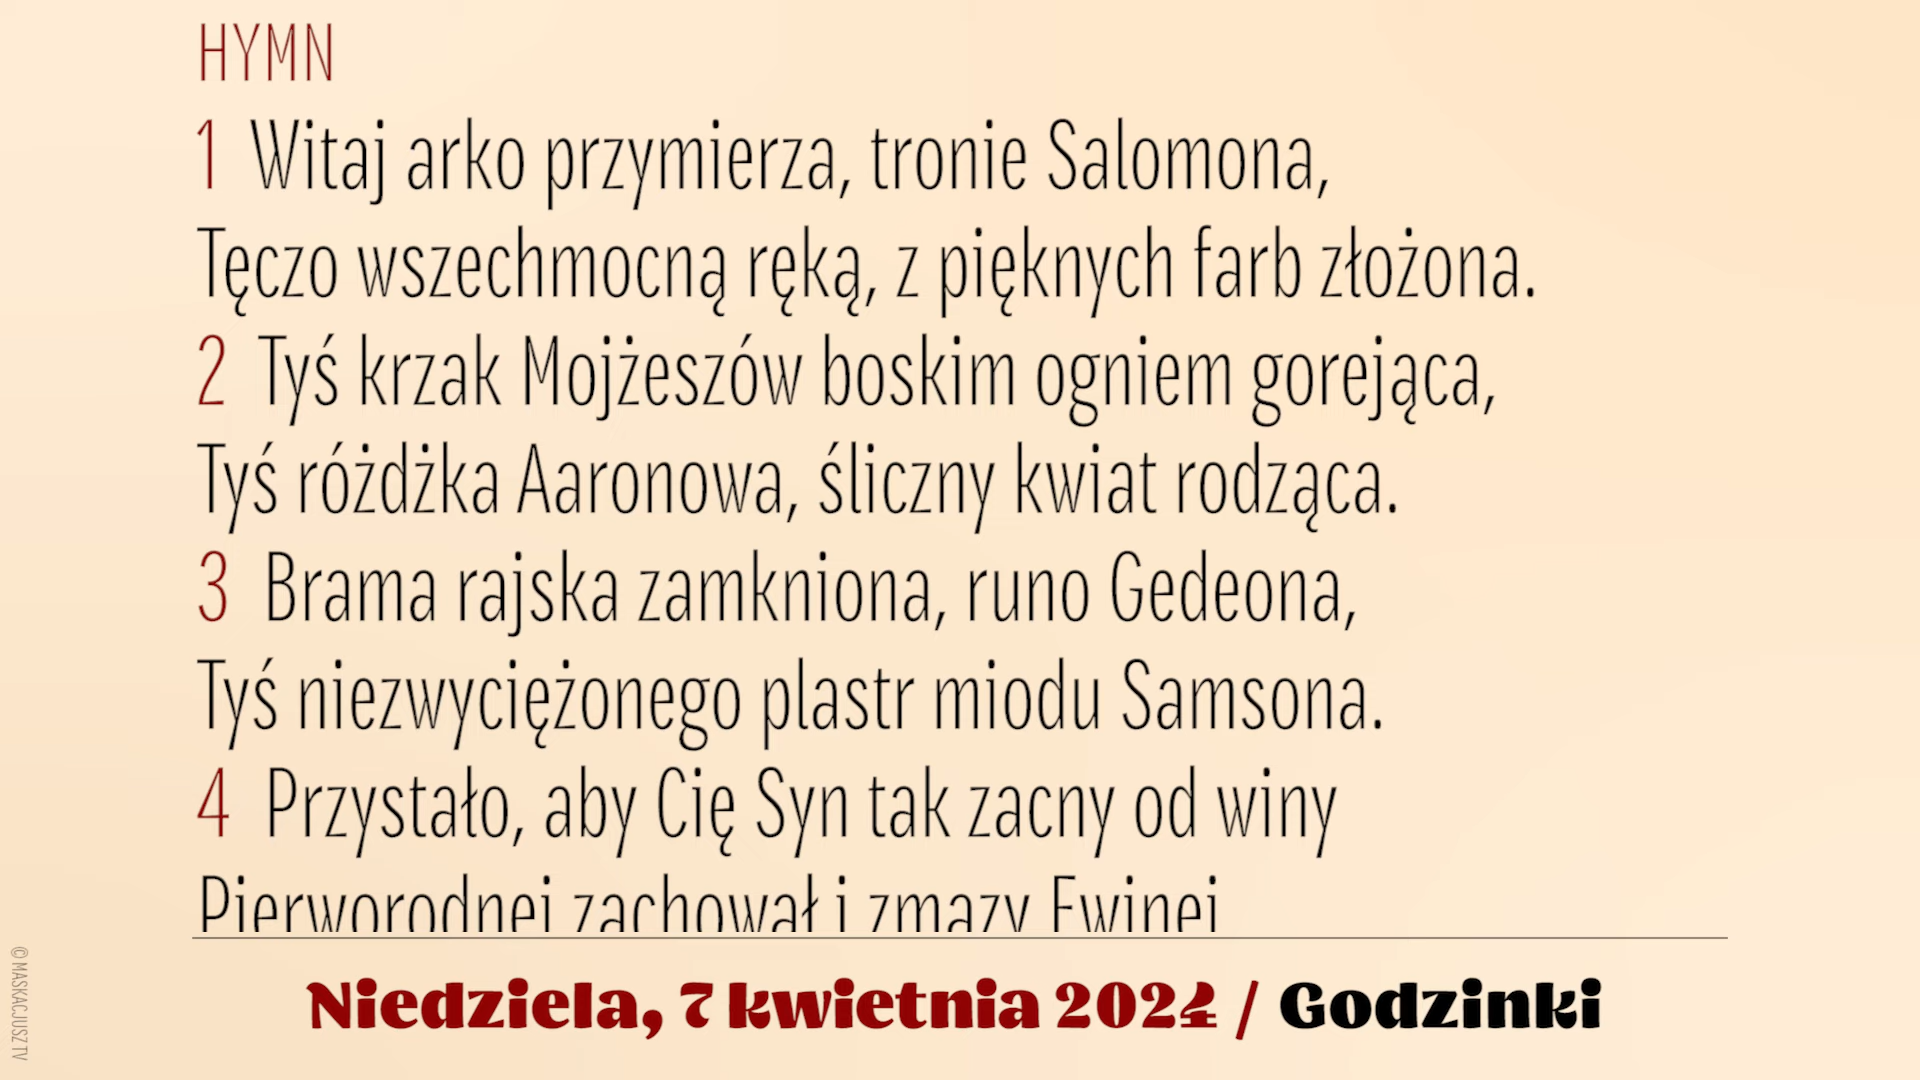 HYMN
1 Witaj arko przymierza, tronie Salomona,
Tęczo wszechmocną ręką, z pięknych farb złożona.
2 Tyś krzak Mojżeszów boskim ogniem gorejąca,
Tyś różdżka Aaronowa, śliczny kwiat rodząca.
3 Brama rajska zamkniona, runo Gedeona,
Tyś niezwyciężonego plastr miodu Samsona.
4 Przystało, aby Cię Syn tak zacny od winy
Pierworodnej zachował i zmazy Ewinej
Niedziela, 7 kwietnia 2024 / Godzinki
© MASKACJUSZ TV